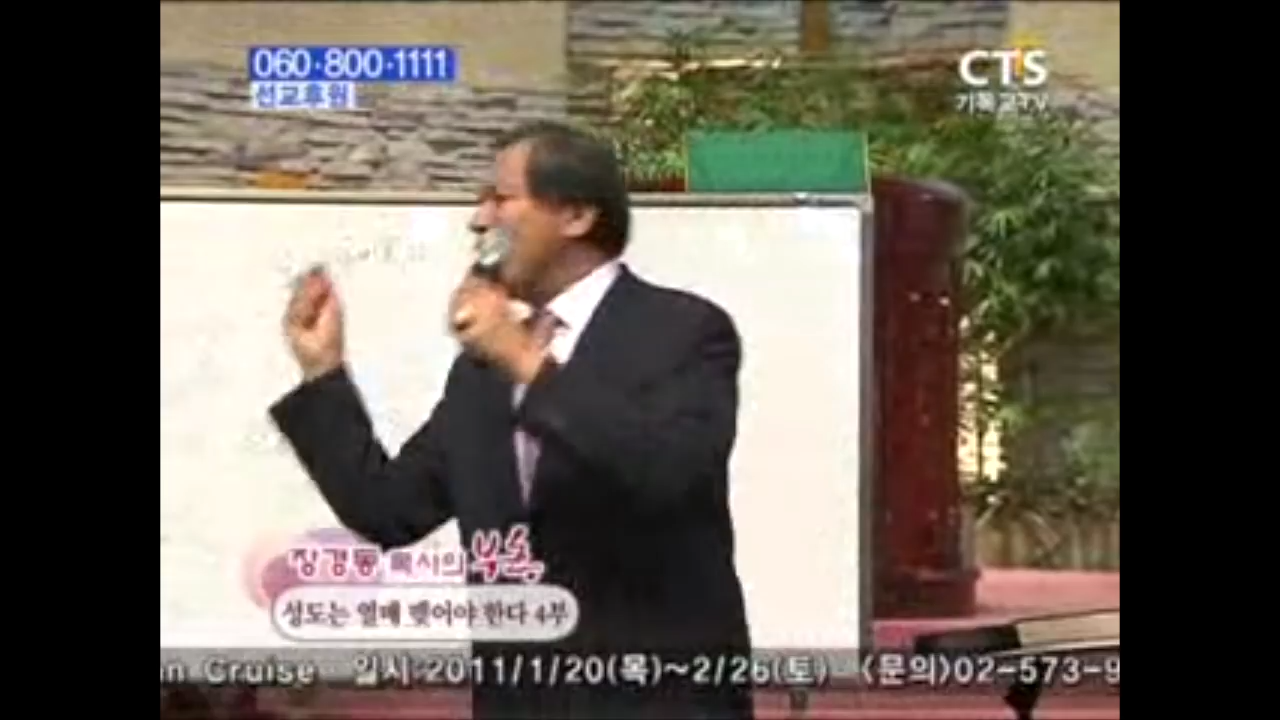 060·800·1111
선교후원
CTS
기독교TV
장경동 목사의 부흥
성도는 열매 맺어야 한다 4부
Cruise 일시:2011/1/20(목)~2/26(토) <문의>02-573-9